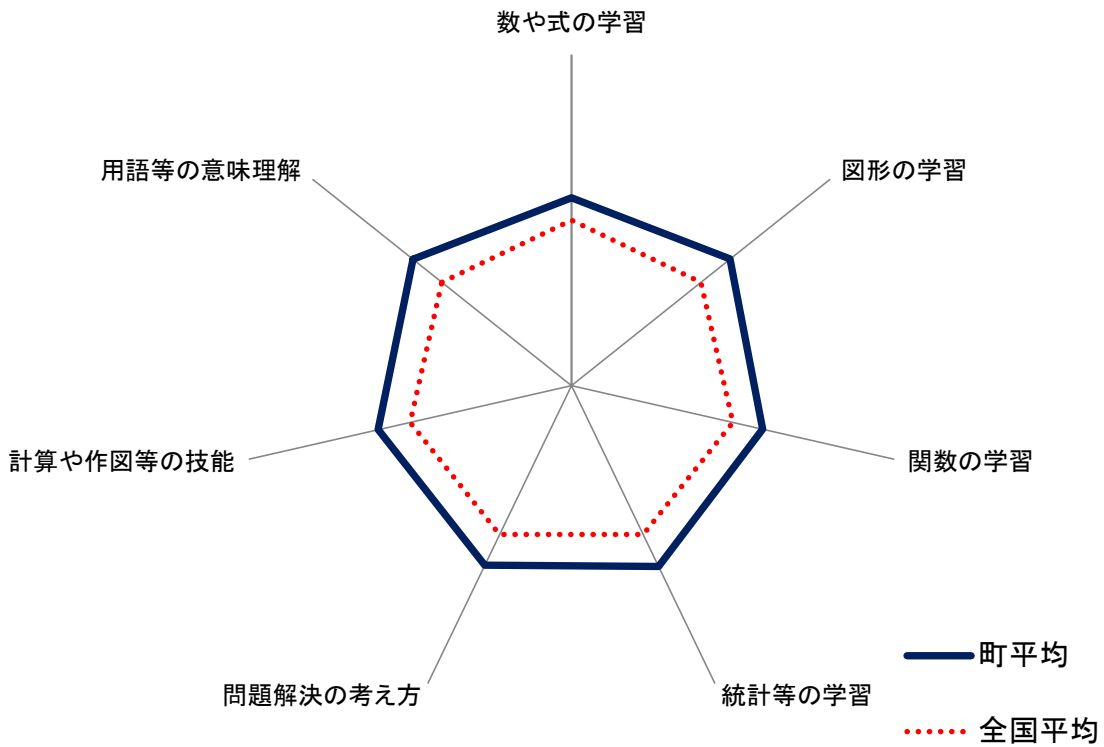 数や式の学習
図形の学習
関数の学習
統計等の学習
問題解決の考え方
計算や作図等の技能
用語等の意味理解
町平均
全国平均